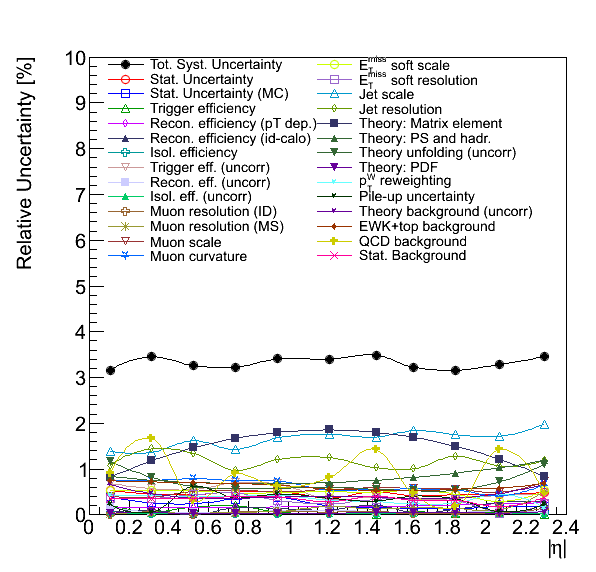 Relative Uncertainty [%]
10
9
8
7
6
5
4
3
2
1
0
Tot. Syst. Uncertainty
Stat. Uncertainty
Stat. Uncertainty (MC)
Trigger efficiency
Recon. efficiency (pT dep.)
Recon. efficiency (id-calo)
Isol. efficiency
Trigger eff. (uncorr)
Recon. eff. (uncorr)
Isol. eff. (uncorr)
Muon resolution (ID)
Muon resolution (MS)
Muon scale
Muon curvature
E_T^miss soft scale
E_T^miss soft resolution
Jet scale
Jet resolution
Theory: Matrix element
Theory: PS and hadr.
Theory unfolding (uncorr)
Theory: PDF
p_T^W reweighting
Pile-up uncertainty
Theory background (uncorr)
EWK+top background
QCD background
Stat. Background
0 0.2 0.4 0.6 0.8 1 1.2 1.4 1.6 1.8 2 2.2 2.4
|η|